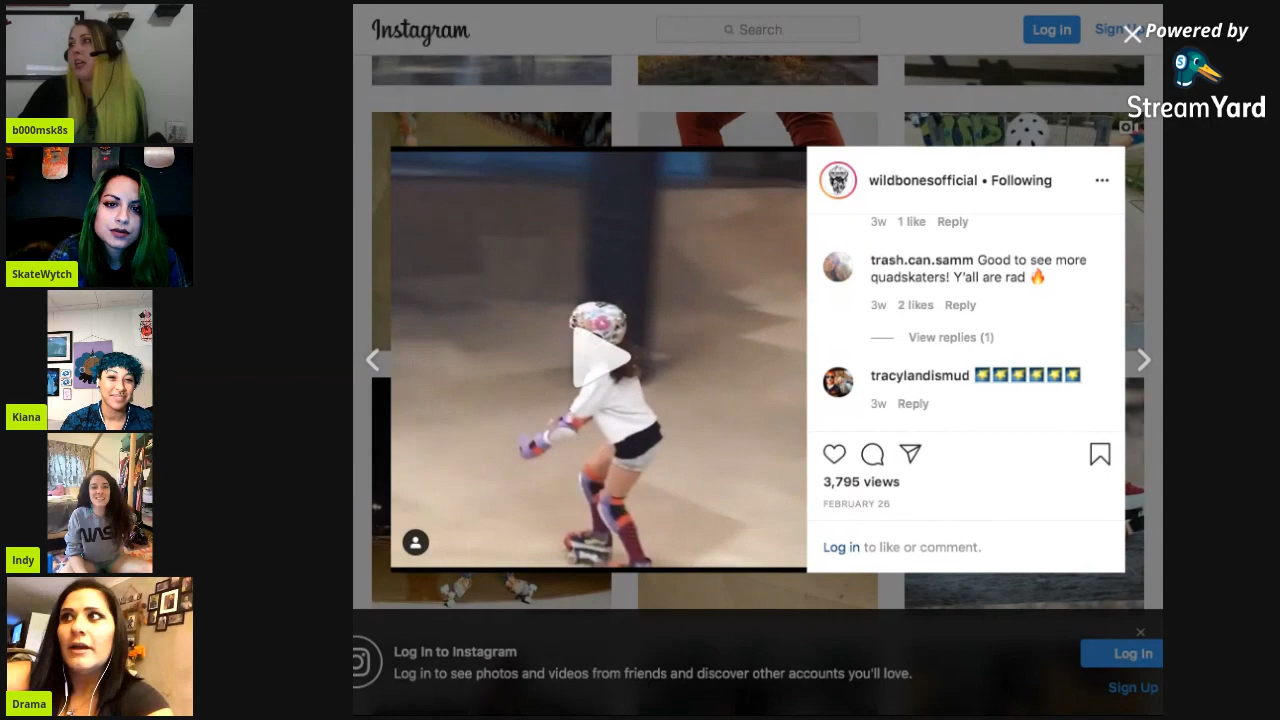 b000msk8s
SkateWytch
Kiana
NASA
Indy
Drama
Instagram
Search
Log In
Sign Up
Powered by
StreamYard
wildbonesofficial • Following
3w 1 like Reply
trash.can.samm Good to see more
quadskaters! Y'all are rad 🔥
3w 2 likes Reply
View replies (1)
tracylandismud
3w Reply
3,795 views
FEBRUARY 26
Log in to like or comment.
Log In to Instagram
Log in to see photos and videos from friends and discover other accounts you'll love.
Log In
Sign Up